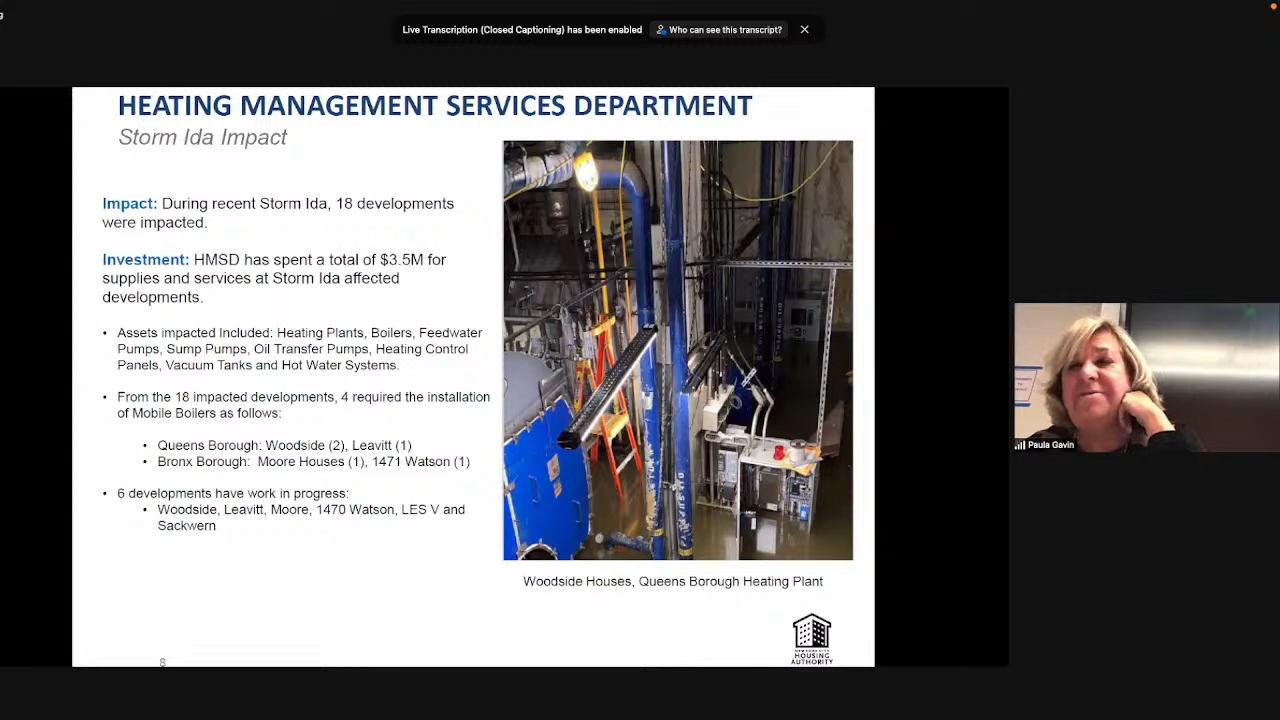 Live Transcription (Closed Captioning) has been enabled
Who can see this transcript?
HEATING MANAGEMENT SERVICES DEPARTMENT
Storm Ida Impact
Impact: During recent Storm Ida, 18 developments
were impacted.
Investment: HMSD has spent a total of $3.5M for
supplies and services at Storm Ida affected
developments.
• Assets impacted Included: Heating Plants, Boilers, Feedwater
Pumps, Sump Pumps, Oil Transfer Pumps, Heating Control
Panels, Vacuum Tanks and Hot Water Systems.
• From the 18 impacted developments, 4 required the installation
of Mobile Boilers as follows:
• Queens Borough: Woodside (2), Leavitt (1)
• Bronx Borough: Moore Houses (1), 1471 Watson (1)
• 6 developments have work in progress:
• Woodside, Leavitt, Moore, 1470 Watson, LES V and
Sackwern
Woodside Houses, Queens Borough Heating Plant
NEW YORK CITY
HOUSING
AUTHORITY
8
Paula Gavin